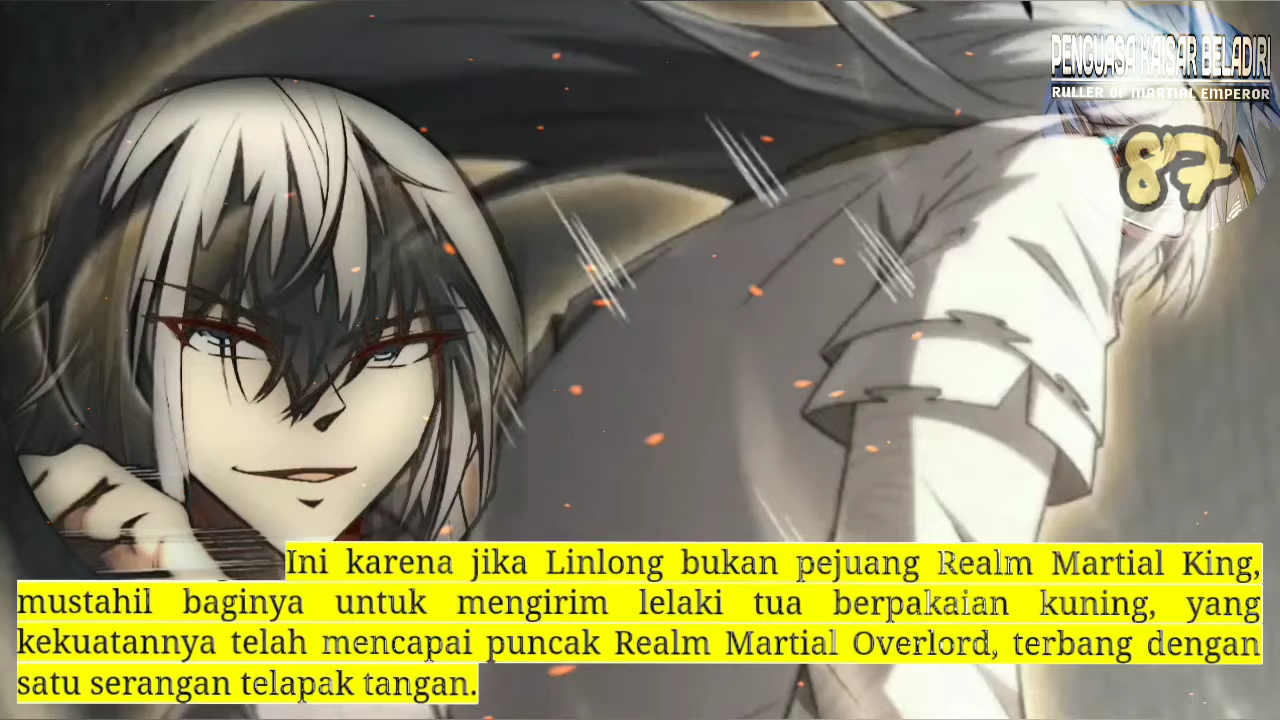 PENGUASA KAISAR BELADIRI
RULLER OF MARTIAL EMPEROR
87
Ini karena jika Linlong bukan pejuang Realm Martial King,
mustahil baginya untuk mengirim lelaki tua berpakaian kuning, yang
kekuatannya telah mencapai puncak Realm Martial Overlord, terbang dengan
satu serangan telapak tangan.